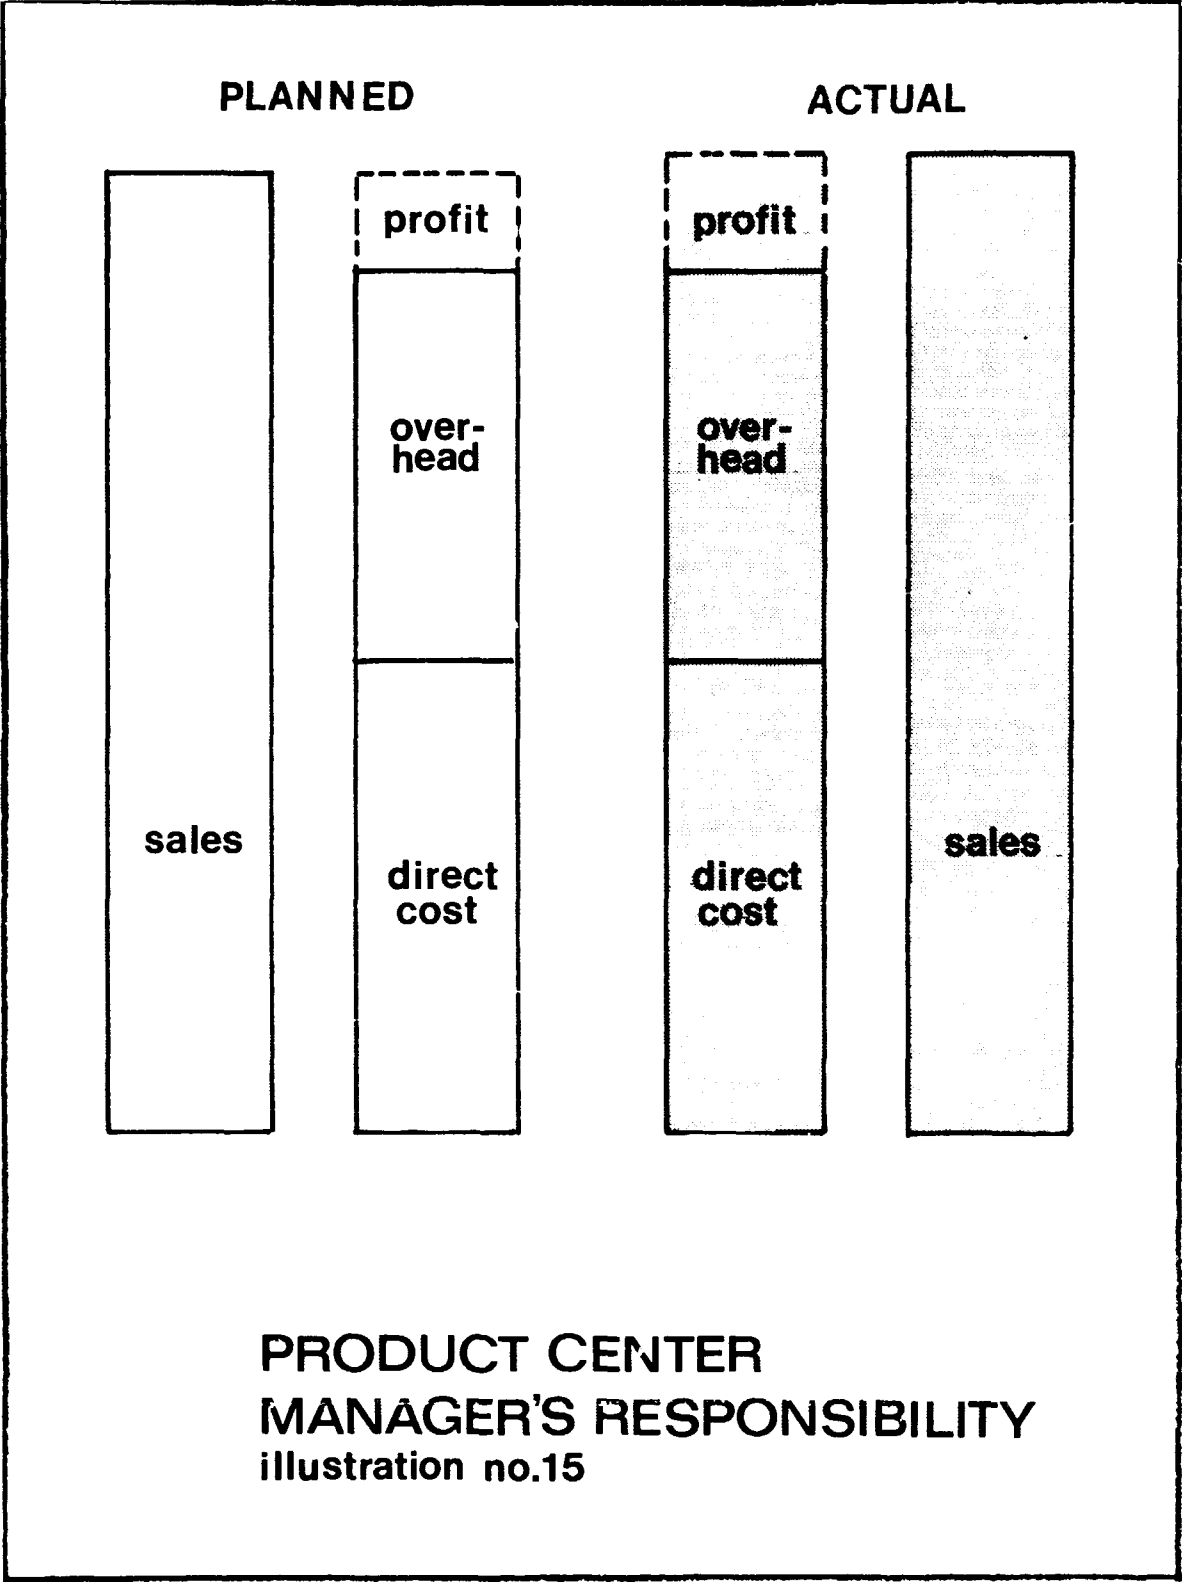 PLANNED
ACTUAL
profit
profit
over-
head
over-
head
sales
direct
cost
direct
cost
sales
PRODUCT CENTER
MANAGER'S RESPONSIBILITY
illustration no.15